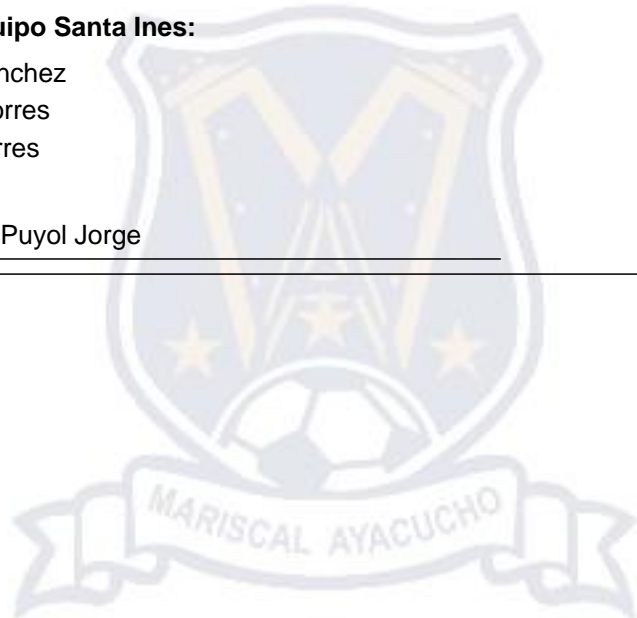 uipo Santa Ines:
nchez
orres
rres
Puyol Jorge
MARISCAL AYACUCHO